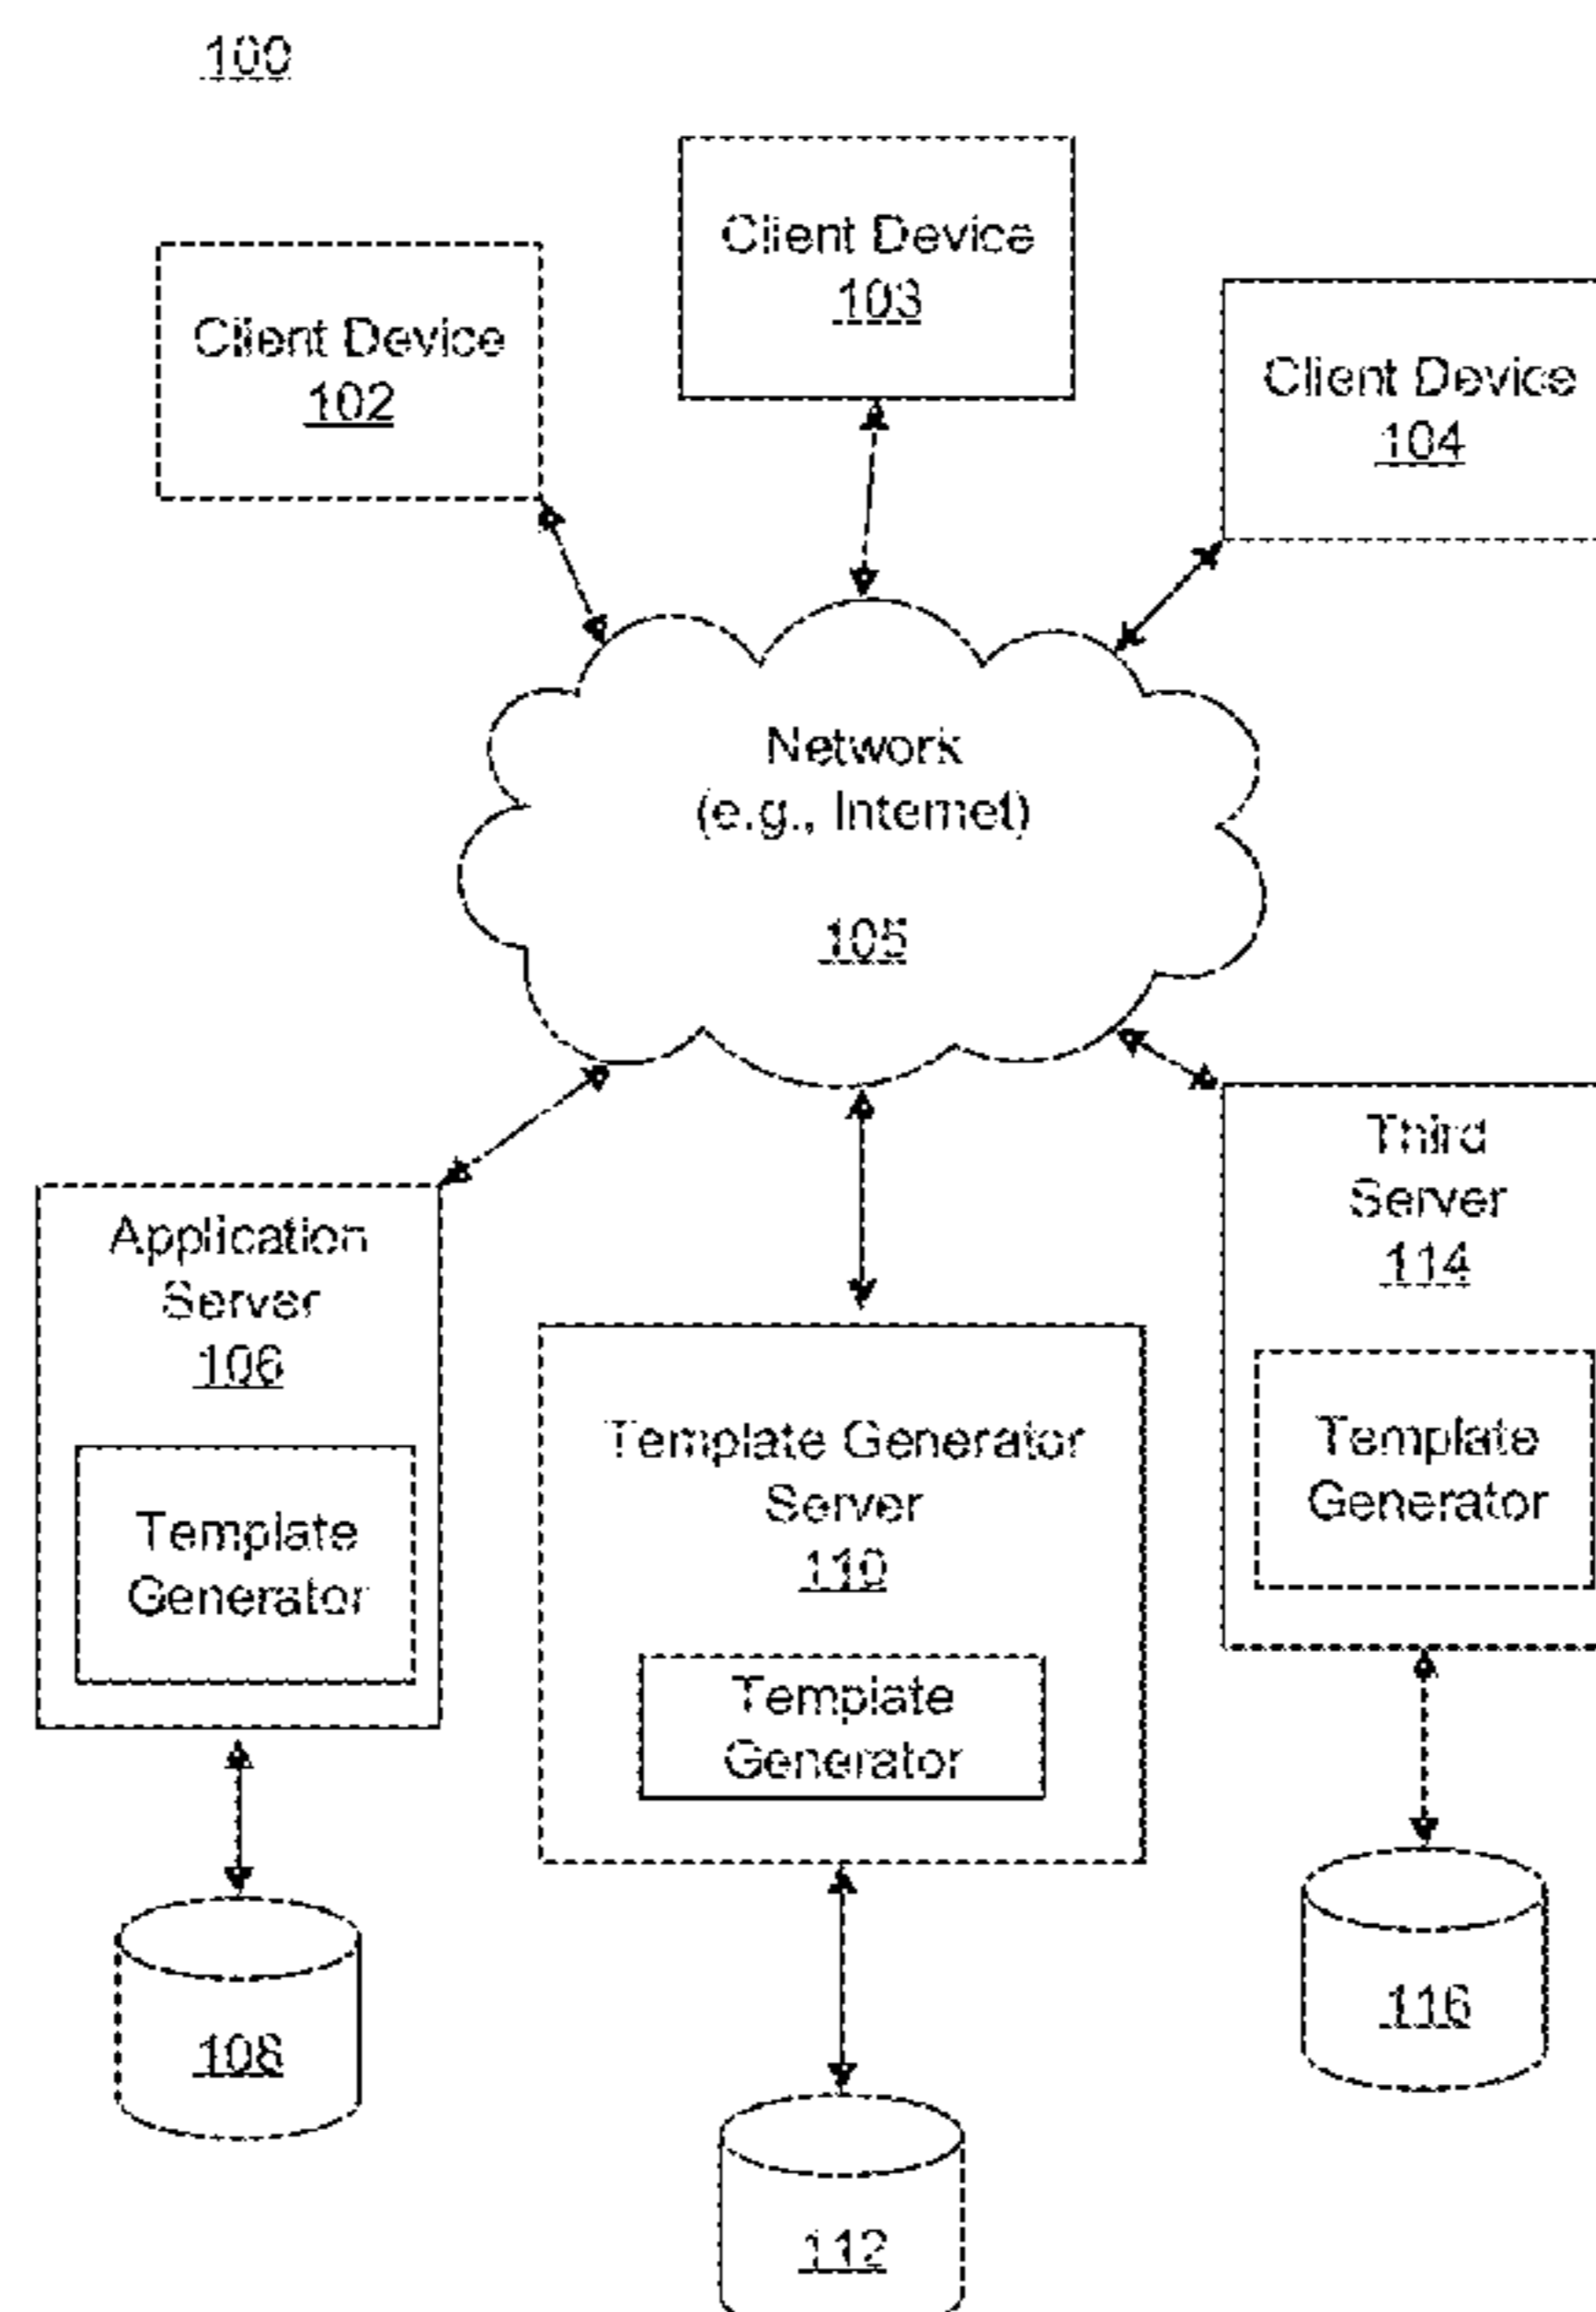 100
Client Device
103
Client Device
102
Client Device
104
Network
(e.g., Internet)
105
Application
Server
106
Template
Generator
Template Generator
Server
110
Template
Generator
Third
Server
114
Template
Generator
108
112
116